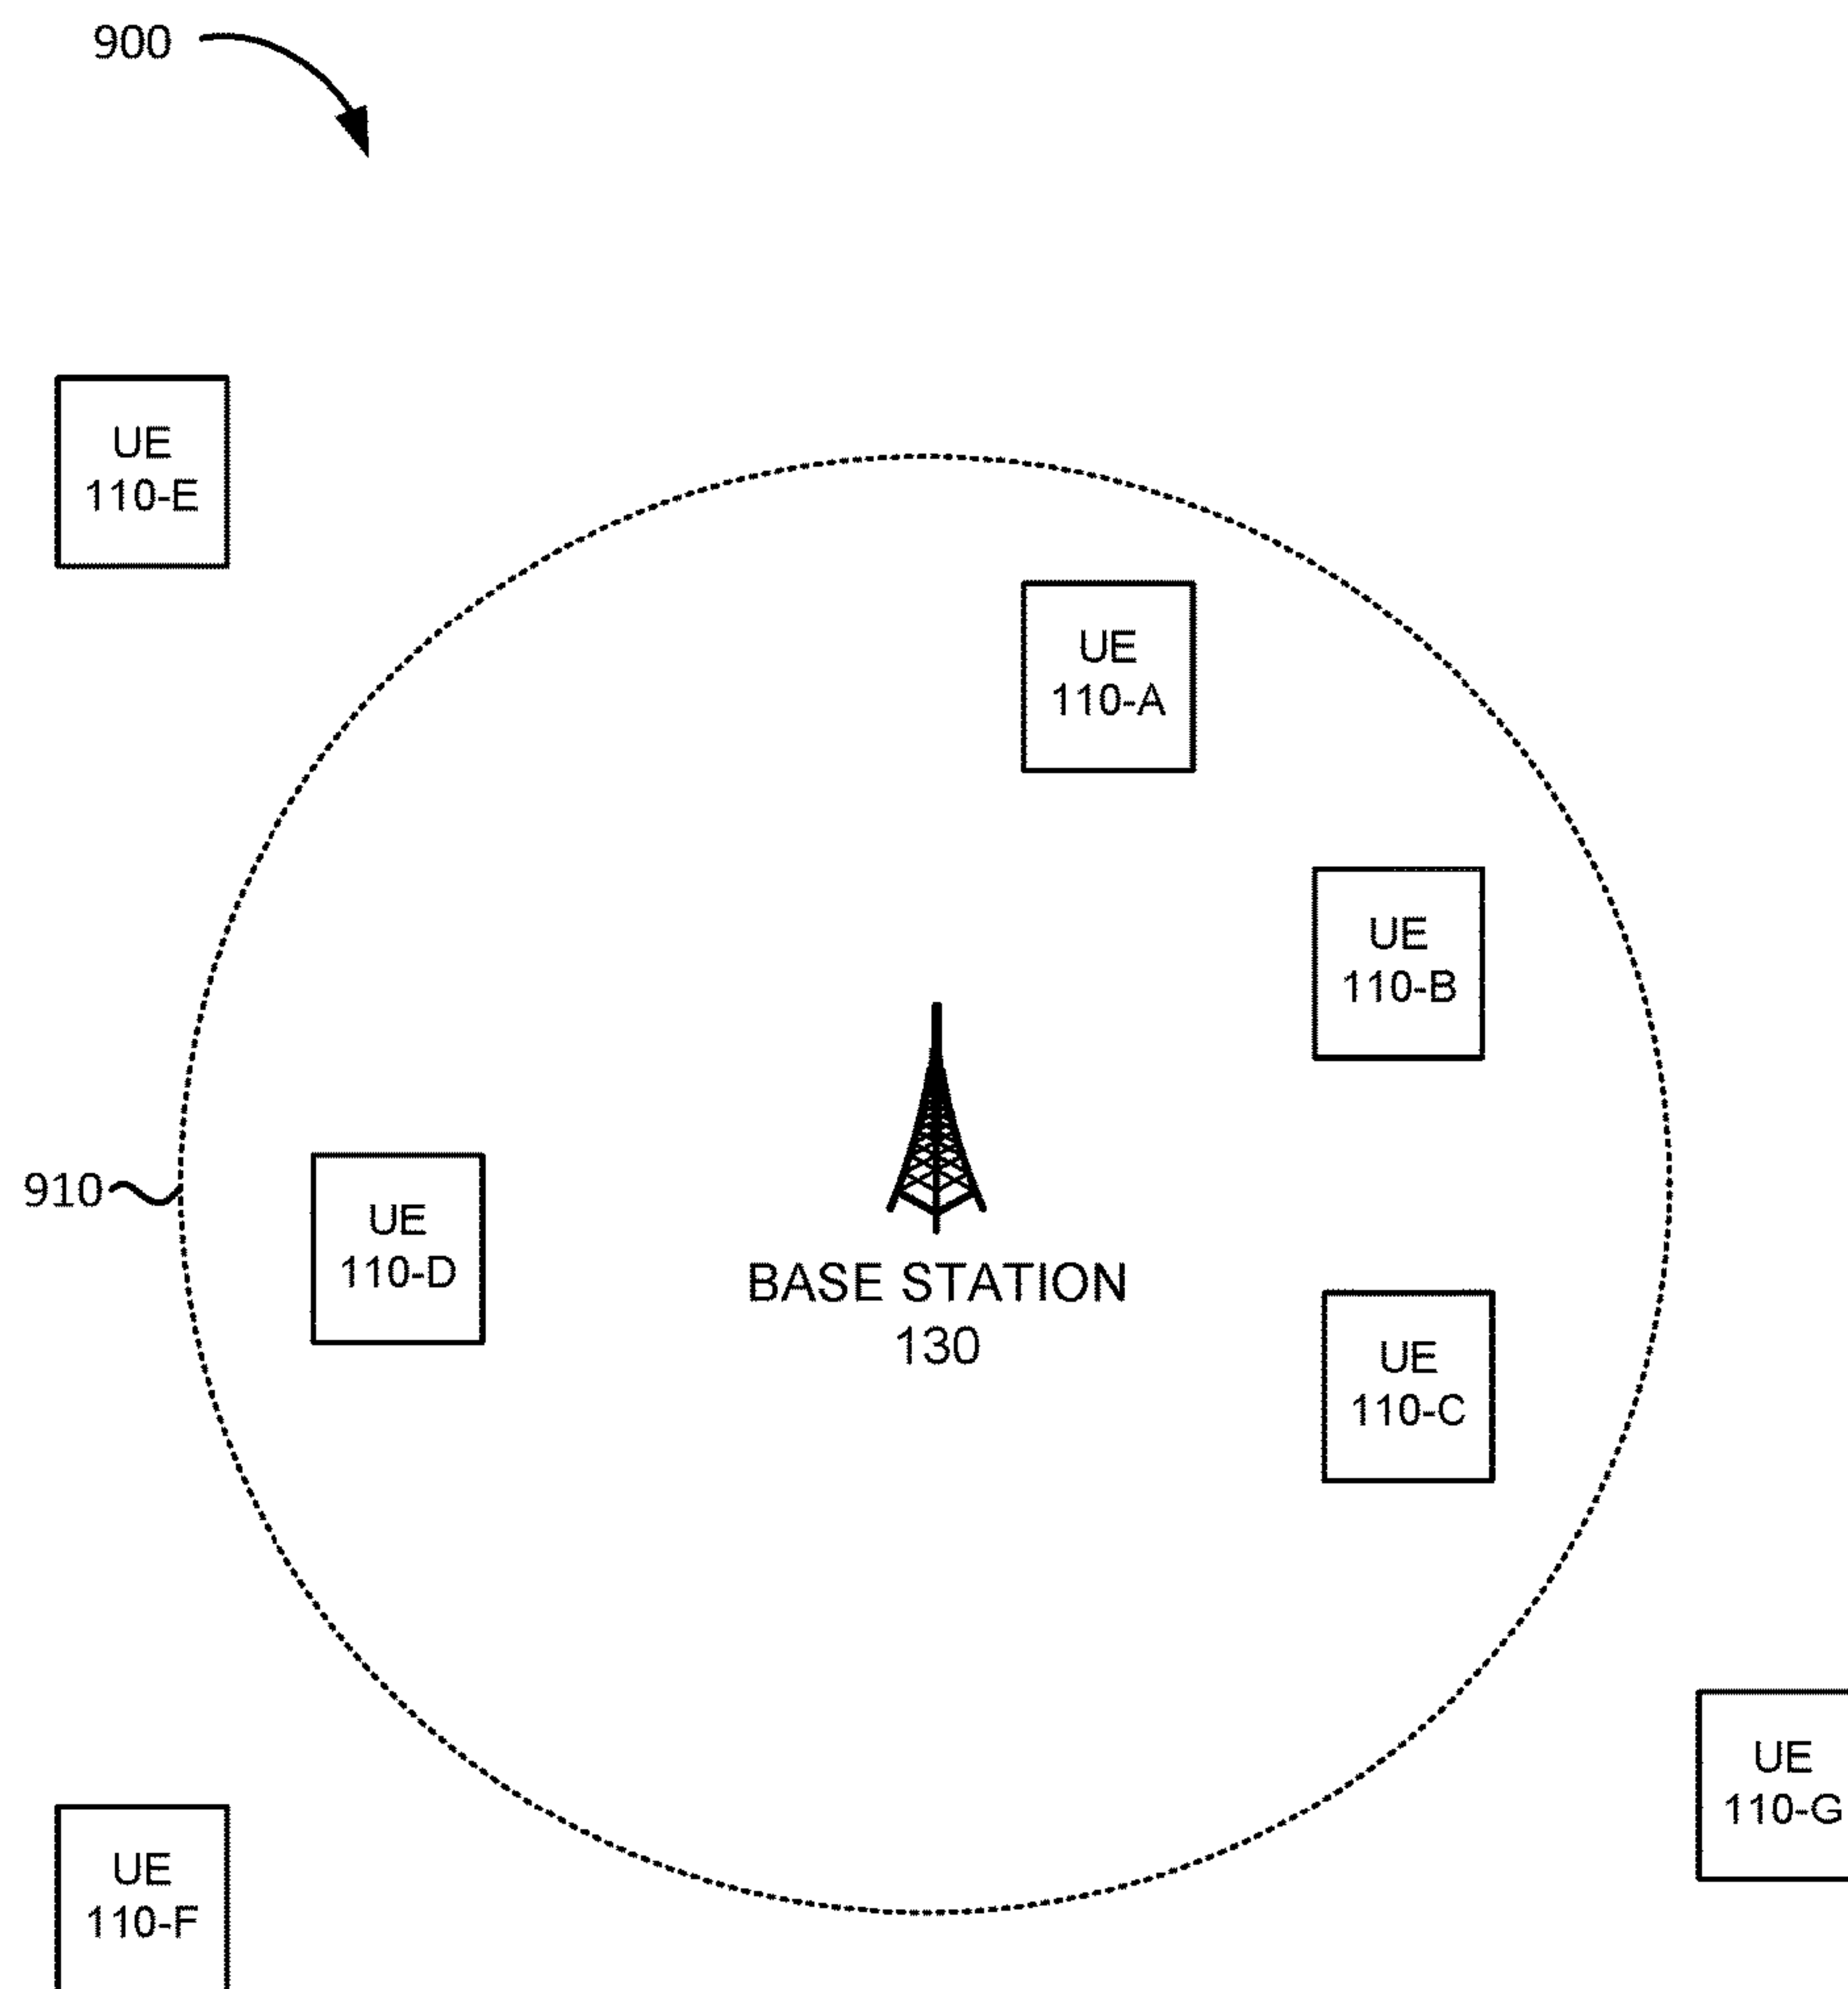 900
UE
110-E
UE
110-A
UE
110-B
910
UE
110-D
BASE STATION
130
UE
110-C
UE
110-G
UE
110-F